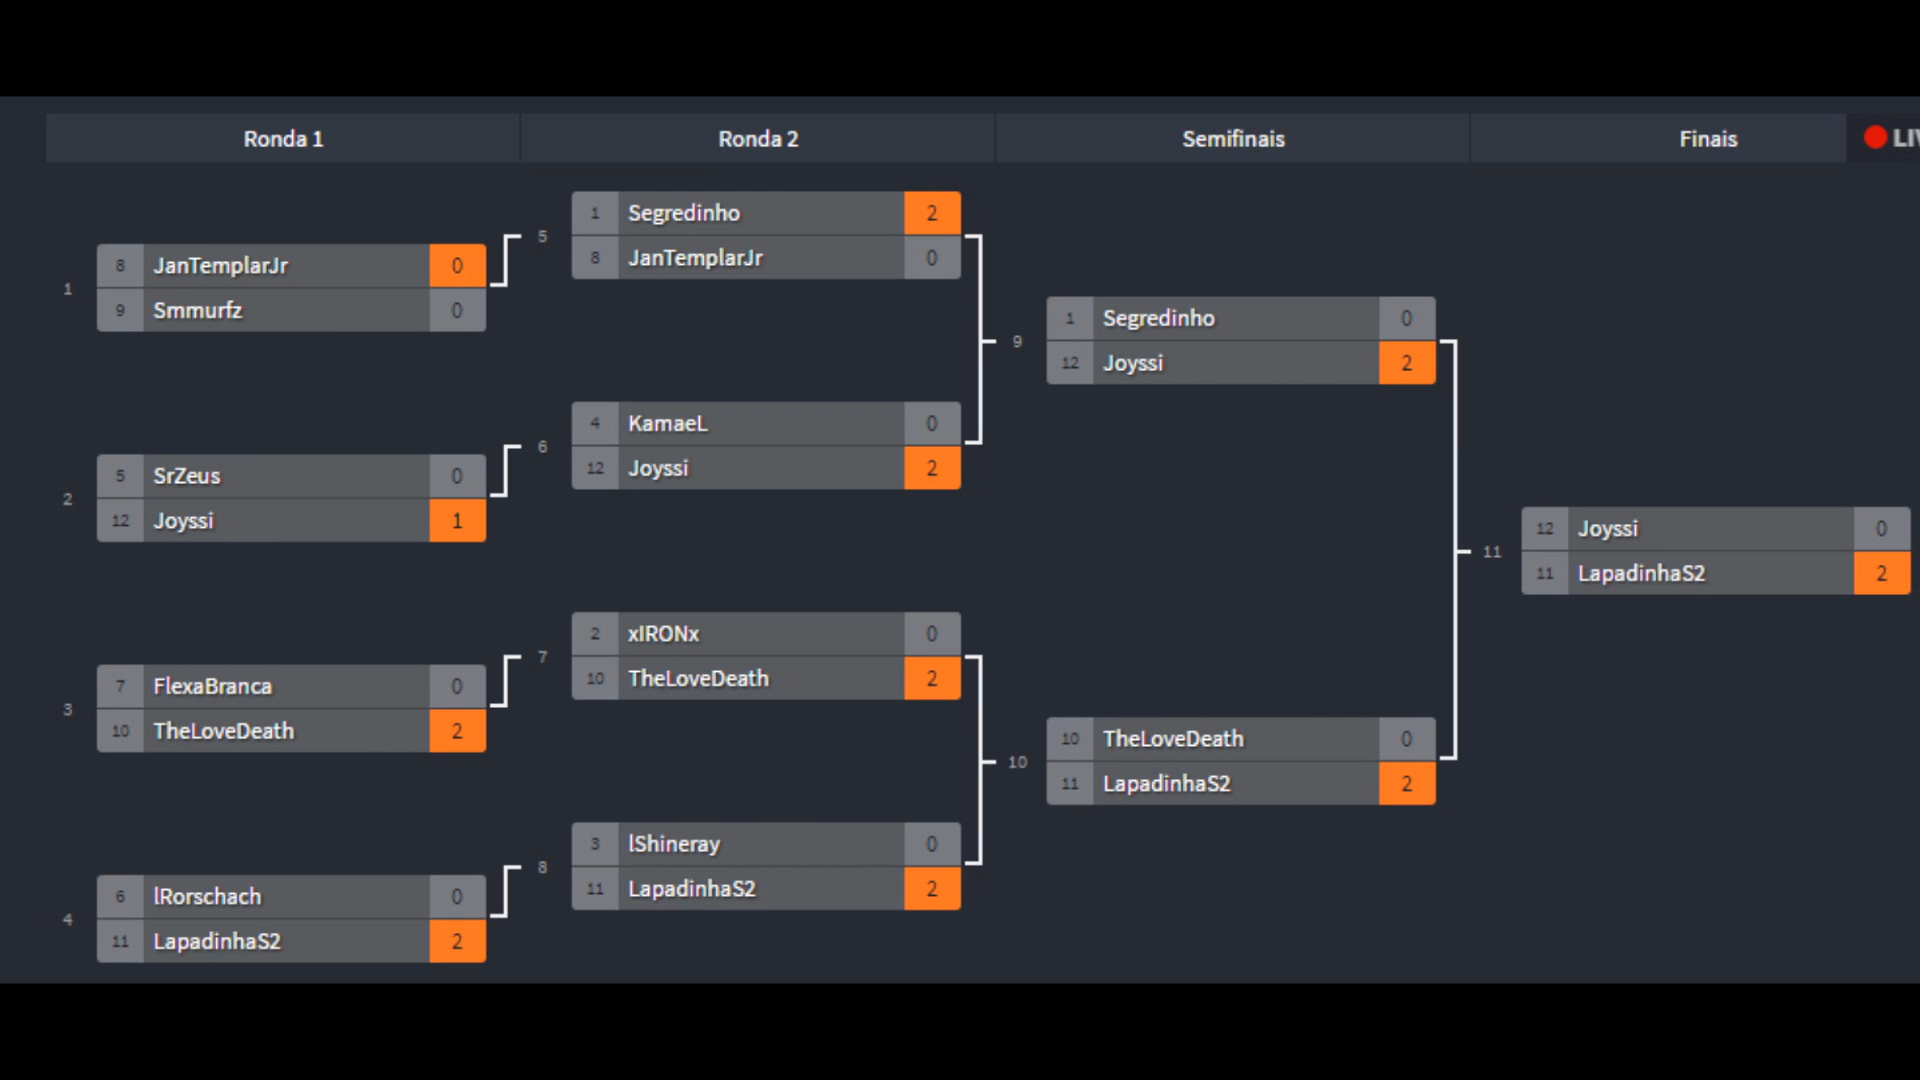 Ronda 1
Ronda 2
Semifinais
Finais
LIV
1
8 JanTemplarJr 0
9 Smmurfz 0
2
5 SrZeus 0
12 Joyssi 1
3
7 FlexaBranca 0
10 TheLoveDeath 2
4
6 lRorschach 0
11 LapadinhaS2 2
5
1 Segredinho 2
8 JanTemplarJr 0
6
4 KamaeL 0
12 Joyssi 2
7
2 xIRONx 0
10 TheLoveDeath 2
8
3 lShineray 0
11 LapadinhaS2 2
9
1 Segredinho 0
12 Joyssi 2
10
10 TheLoveDeath 0
11 LapadinhaS2 2
11
12 Joyssi 0
11 LapadinhaS2 2